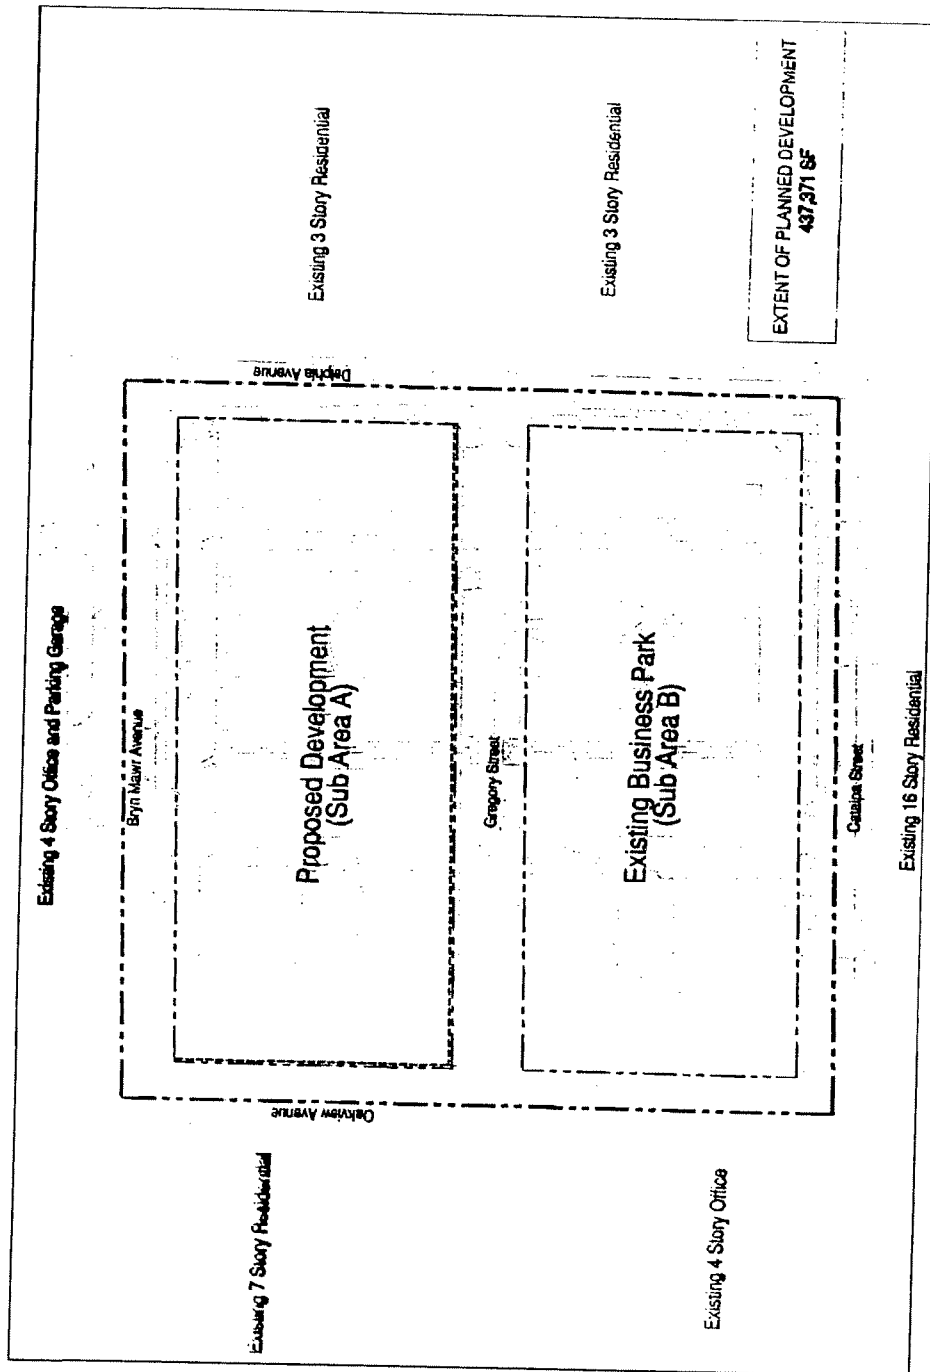 Existing 4 Story Office and Parking Garage
Bryn Mawr Avenue
Existing 7 Story Residential
Oakview Avenue
Proposed Development
(Sub Area A)
Delphia Avenue
Existing 3 Story Residential
Gregory Street
Existing Business Park
(Sub Area B)
Existing 3 Story Residential
Existing 4 Story Office
Catalpa Street
Existing 16 Story Residential
EXTENT OF PLANNED DEVELOPMENT
437,371 SF